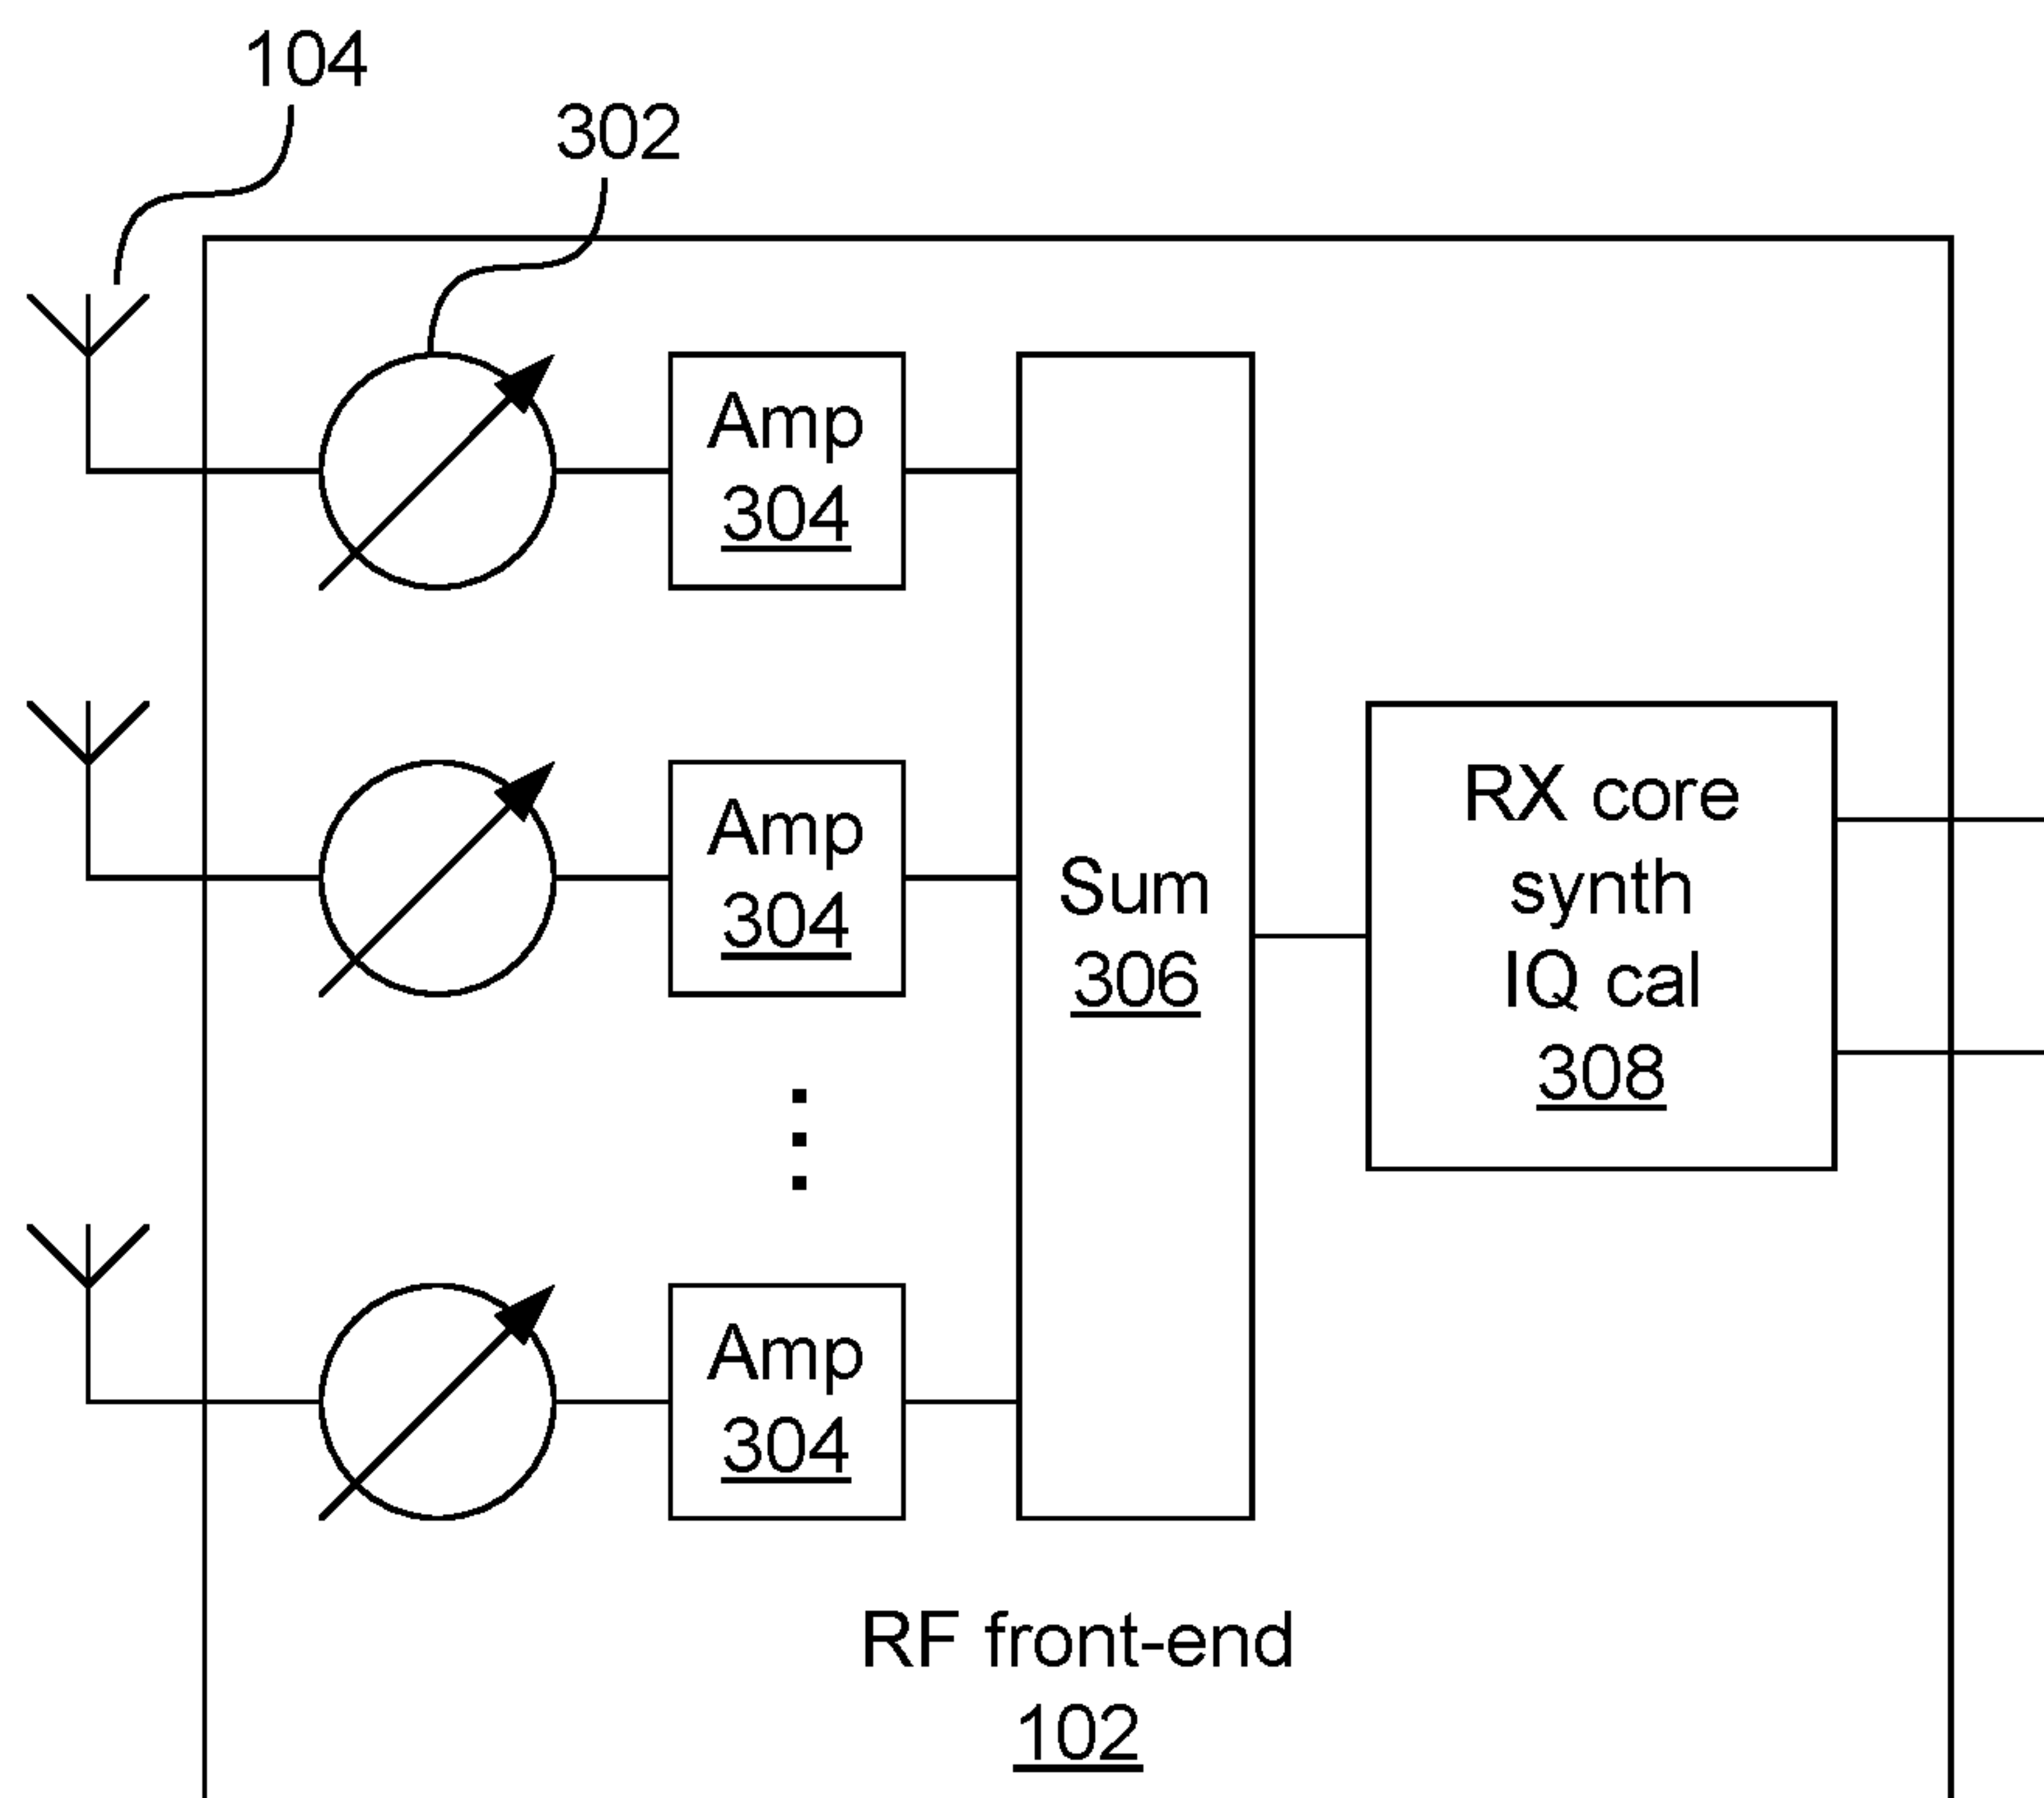 104
302
Amp
304
Amp
304
Sum
306
RX core
synth
IQ cal
308
Amp
304
RF front-end
102